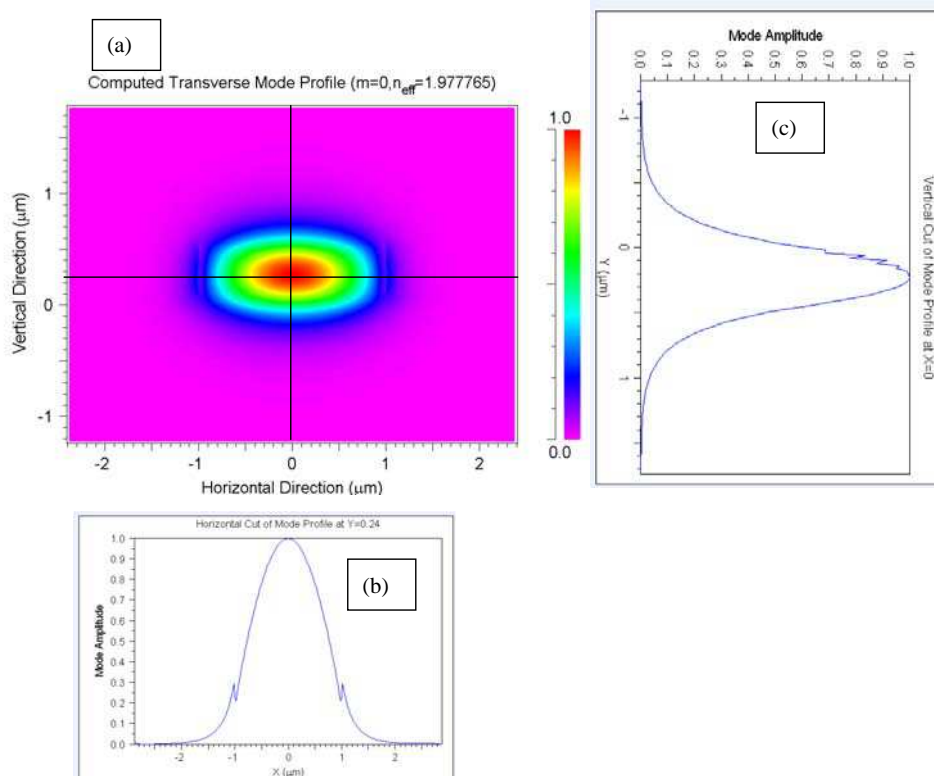 (a)
Computed Transverse Mode Profile (m=0,neff=1.977765)
Vertical Direction (μm)
1
0
-1
-2 -1 0 1 2
Horizontal Direction (μm)
1.0
0.0
Mode Amplitude
0.0 0.1 0.2 0.3 0.4 0.5 0.6 0.7 0.8 0.9 1.0
(c)
-1
0
1
Y (μm)
Vertical Cut of Mode Profile at X=0
Horizontal Cut of Mode Profile at Y=0.24
(b)
Mode Amplitude
1.0
0.9
0.8
0.7
0.6
0.5
0.4
0.3
0.2
0.1
0.0
-2 -1 0 1 2
X (μm)